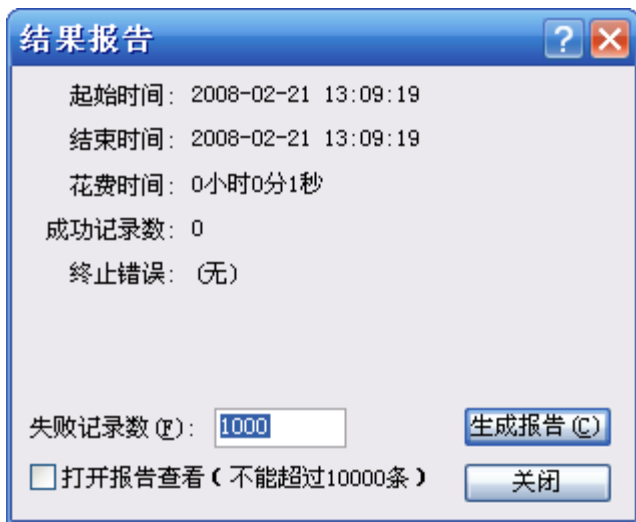 结果报告
起始时间: 2008-02-21 13:09:19
结束时间: 2008-02-21 13:09:19
花费时间: 0小时0分1秒
成功记录数: 0
终止错误: (无)
失败记录数(F): 1000 生成报告(C)
打开报告查看(不能超过10000条) 关闭